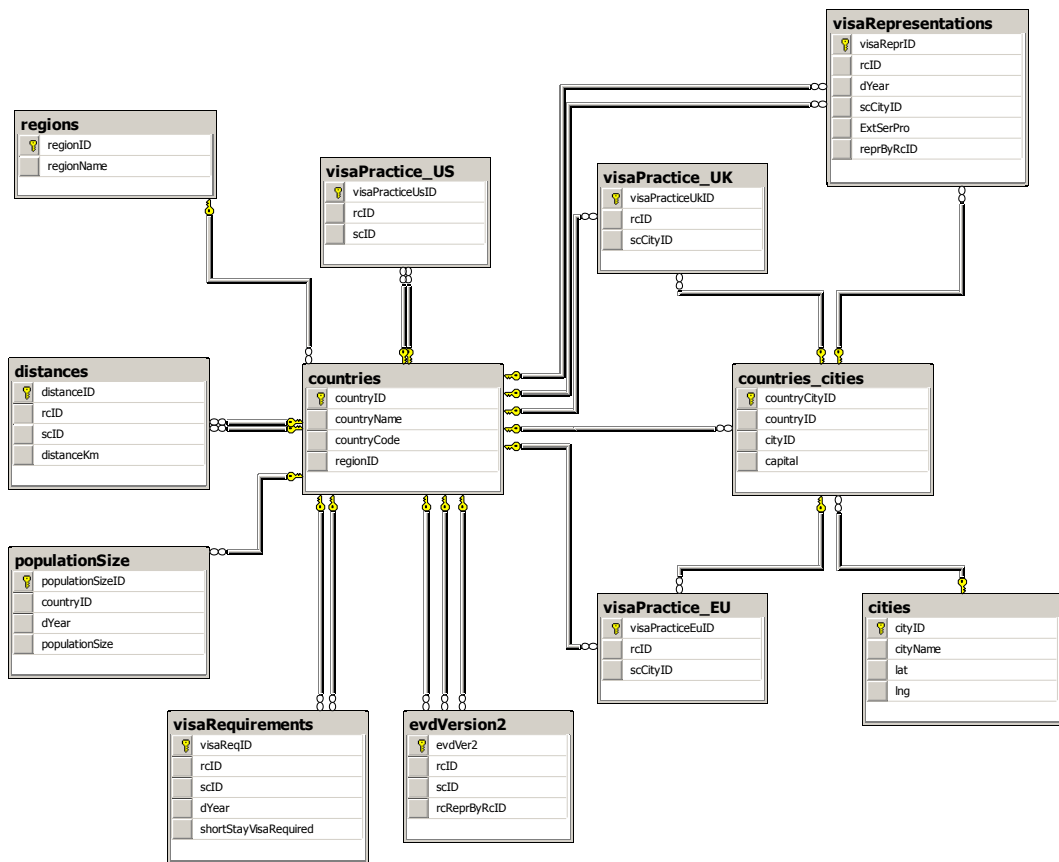 visaRepresentations
visaReprID
rcID
dYear
scCityID
ExtSerPro
reprByRcID
regions
regionID
regionName
visaPractice_US
visaPracticeUsID
rcID
scID
visaPractice_UK
visaPracticeUkID
rcID
scCityID
distances
distanceID
rcID
scID
distanceKm
countries
countryID
countryName
countryCode
regionID
countries_cities
countryCityID
countryID
cityID
capital
populationSize
populationSizeID
countryID
dYear
populationSize
visaPractice_EU
visaPracticeEuID
rcID
scCityID
cities
cityID
cityName
lat
lng
visaRequirements
visaReqID
rcID
scID
dYear
shortStayVisaRequired
evdVersion2
evdVer2
rcID
scID
rcReprByRcID